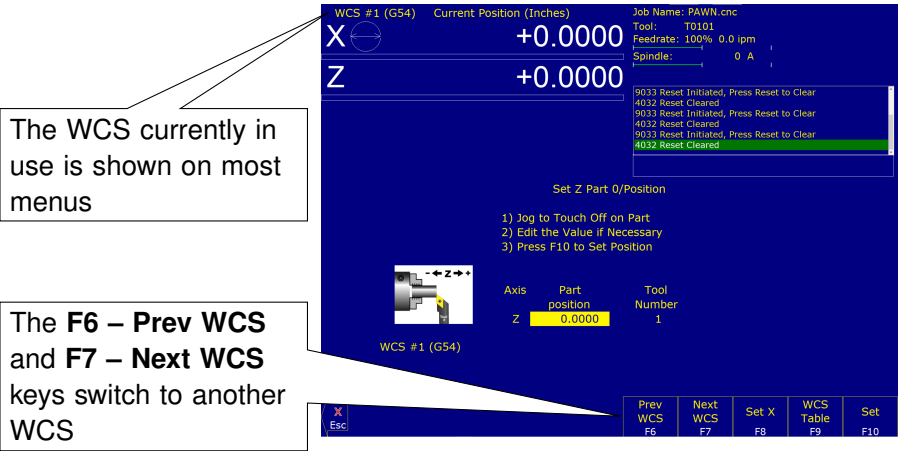 WCS #1 (G54) Current Position (Inches)
X +0.0000
Z +0.0000
Job Name: PAWN.cnc
Tool: T0101
Feedrate: 100% 0.0 ipm
Spindle: 0 A
9033 Reset Initiated, Press Reset to Clear
4032 Reset Cleared
9033 Reset Initiated, Press Reset to Clear
4032 Reset Cleared
9033 Reset Initiated, Press Reset to Clear
4032 Reset Cleared
The WCS currently in
use is shown on most
menus
Set Z Part 0/Position
1) Jog to Touch Off on Part
2) Edit the Value if Necessary
3) Press F10 to Set Position
- Z +
Axis Part Tool
position Number
Z 0.0000 1
WCS #1 (G54)
The F6 – Prev WCS
and F7 – Next WCS
keys switch to another
WCS
X
Esc
Prev
WCS
F6
Next
WCS
F7
Set X
F8
WCS
Table
F9
Set
F10